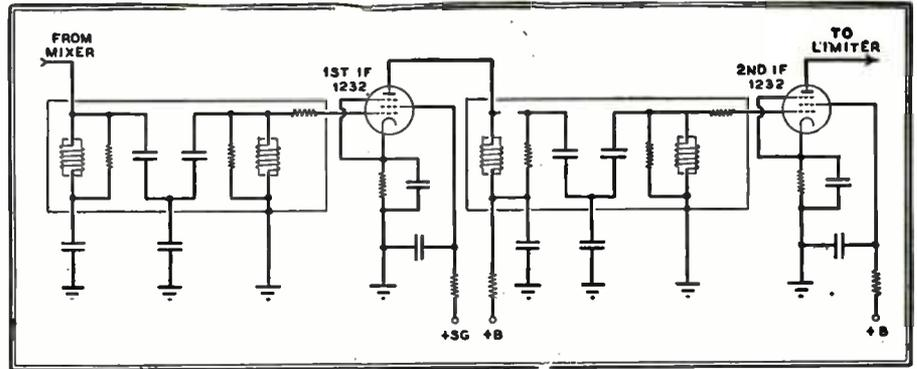 FROM
MIXER
1ST IF
1232
2ND IF
1232
TO
LIMITER
+SG
+B
+B